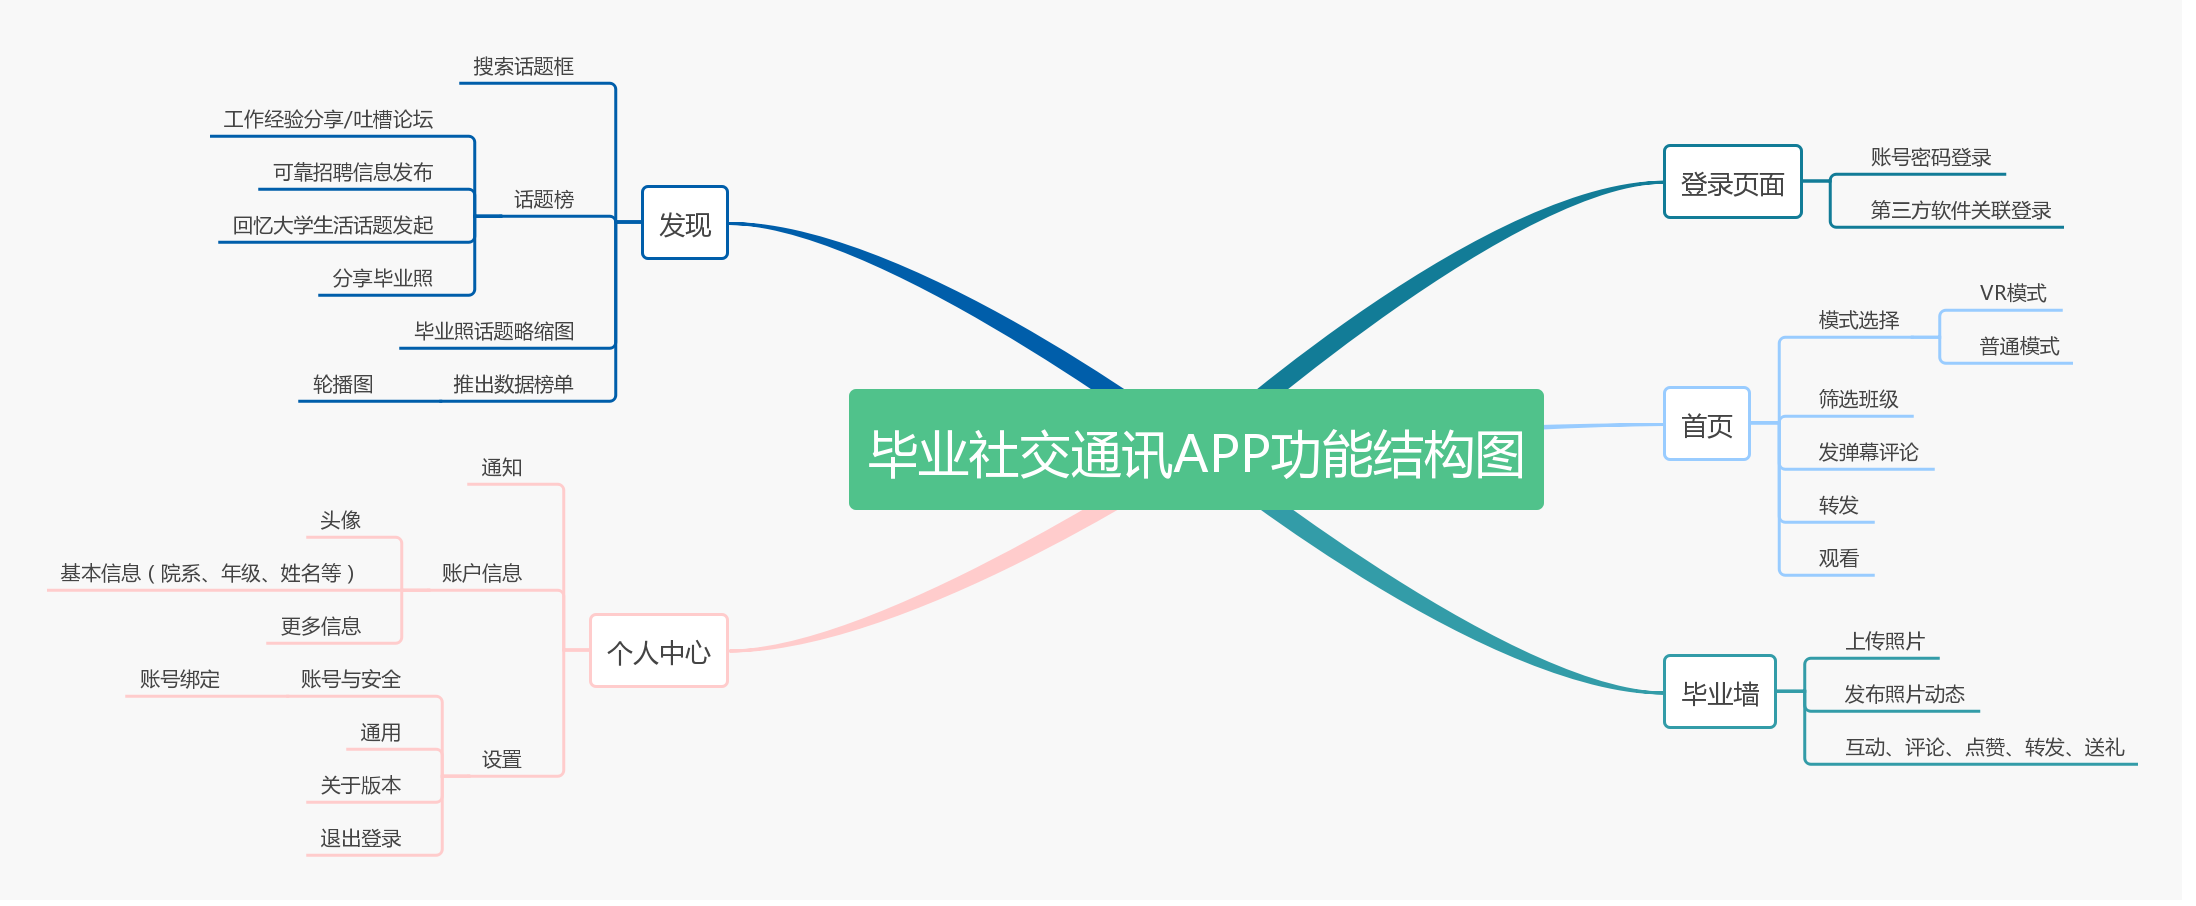 毕业社交通讯APP功能结构图
登录页面
账号密码登录
第三方软件关联登录
首页
模式选择
VR模式
普通模式
筛选班级
发弹幕评论
转发
观看
毕业墙
上传照片
发布照片动态
互动、评论、点赞、转发、送礼
发现
搜索话题框
话题榜
工作经验分享/吐槽论坛
可靠招聘信息发布
回忆大学生活话题发起
分享毕业照
毕业照话题略缩图
推出数据榜单
轮播图
个人中心
通知
账户信息
头像
基本信息（院系、年级、姓名等）
更多信息
设置
账号与安全
账号绑定
通用
关于版本
退出登录